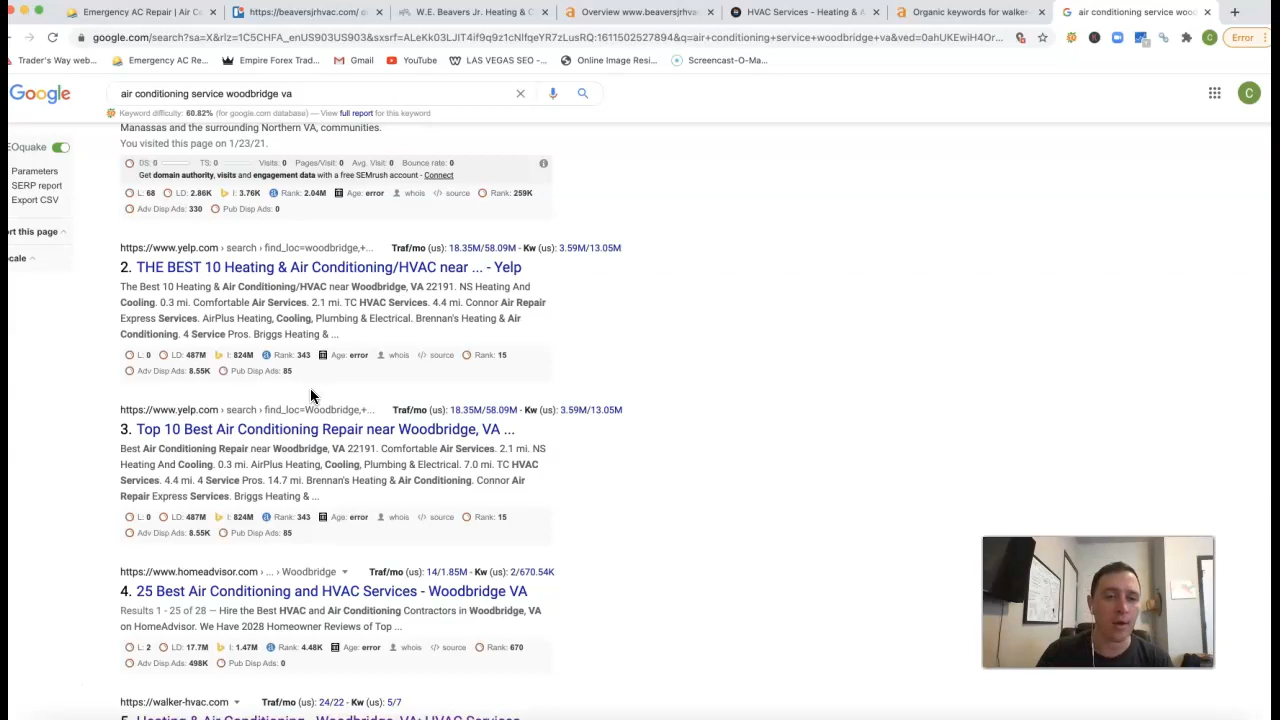 Emergency AC Repair | Air C
https://beaversjrhvac.com/ o
W.E. Beavers Jr. Heating & C
Overview www.beaversjrhva
HVAC Services - Heating & A
Organic keywords for walker-
air conditioning service wood
google.com/search?sa=X&rlz=1C5CHFA_enUS903US903&sxsrf=ALeKk03LJIT4if9q9z1cNlfqeYR7zLusRQ:1611502527894&q=air+conditioning+service+woodbridge+va&ved=0ahUKEwiH4Or...
Error
Trader's Way web...
Emergency AC Re...
Empire Forex Trad...
Gmail
YouTube
LAS VEGAS SEO -...
Online Image Resi...
Screencast-O-Ma...
Google
air conditioning service woodbridge va
C
Keyword difficulty: 60.82% (for google.com database) — View full report for this keyword
EOquake
Parameters
SERP report
Export CSV
ort this page
ocale
Manassas and the surrounding Northern VA, communities.
You visited this page on 1/23/21.
DS: 0 TS: 0 Visits: 0 Pages/Visit: 0 Avg. Visit: 0 Bounce rate: 0
Get domain authority, visits and engagement data with a free SEMrush account - Connect
L: 68 LD: 2.86K I: 3.76K Rank: 2.04M Age: error whois source Rank: 259K
Adv Disp Ads: 330 Pub Disp Ads: 0
https://www.yelp.com › search › find_loc=woodbridge,+... Traf/mo (us): 18.35M/58.09M - Kw (us): 3.59M/13.05M
2. THE BEST 10 Heating & Air Conditioning/HVAC near ... - Yelp
The Best 10 Heating & Air Conditioning/HVAC near Woodbridge, VA 22191. NS Heating And
Cooling. 0.3 mi. Comfortable Air Services. 2.1 mi. TC HVAC Services. 4.4 mi. Connor Air Repair
Express Services. AirPlus Heating, Cooling, Plumbing & Electrical. Brennan's Heating & Air
Conditioning. 4 Service Pros. Briggs Heating & ...
L: 0 LD: 487M I: 824M Rank: 343 Age: error whois source Rank: 15
Adv Disp Ads: 8.55K Pub Disp Ads: 85
https://www.yelp.com › search › find_loc=Woodbridge,+... Traf/mo (us): 18.35M/58.09M - Kw (us): 3.59M/13.05M
3. Top 10 Best Air Conditioning Repair near Woodbridge, VA ...
Best Air Conditioning Repair near Woodbridge, VA 22191. Comfortable Air Services. 2.1 mi. NS
Heating And Cooling. 0.3 mi. AirPlus Heating, Cooling, Plumbing & Electrical. 7.0 mi. TC HVAC
Services. 4.4 mi. 4 Service Pros. 14.7 mi. Brennan's Heating & Air Conditioning. Connor Air
Repair Express Services. Briggs Heating & ...
L: 0 LD: 487M I: 824M Rank: 343 Age: error whois source Rank: 15
Adv Disp Ads: 8.55K Pub Disp Ads: 85
https://www.homeadvisor.com › ... › Woodbridge Traf/mo (us): 14/1.85M - Kw (us): 2/670.54K
4. 25 Best Air Conditioning and HVAC Services - Woodbridge VA
Results 1 - 25 of 28 — Hire the Best HVAC and Air Conditioning Contractors in Woodbridge, VA
on HomeAdvisor. We Have 2028 Homeowner Reviews of Top ...
L: 2 LD: 17.7M I: 1.47M Rank: 4.48K Age: error whois source Rank: 670
Adv Disp Ads: 498K Pub Disp Ads: 0
https://walker-hvac.com Traf/mo (us): 24/22 - Kw (us): 5/7
5. Heating & Air Conditioning - Woodbridge, VA: HVAC Services